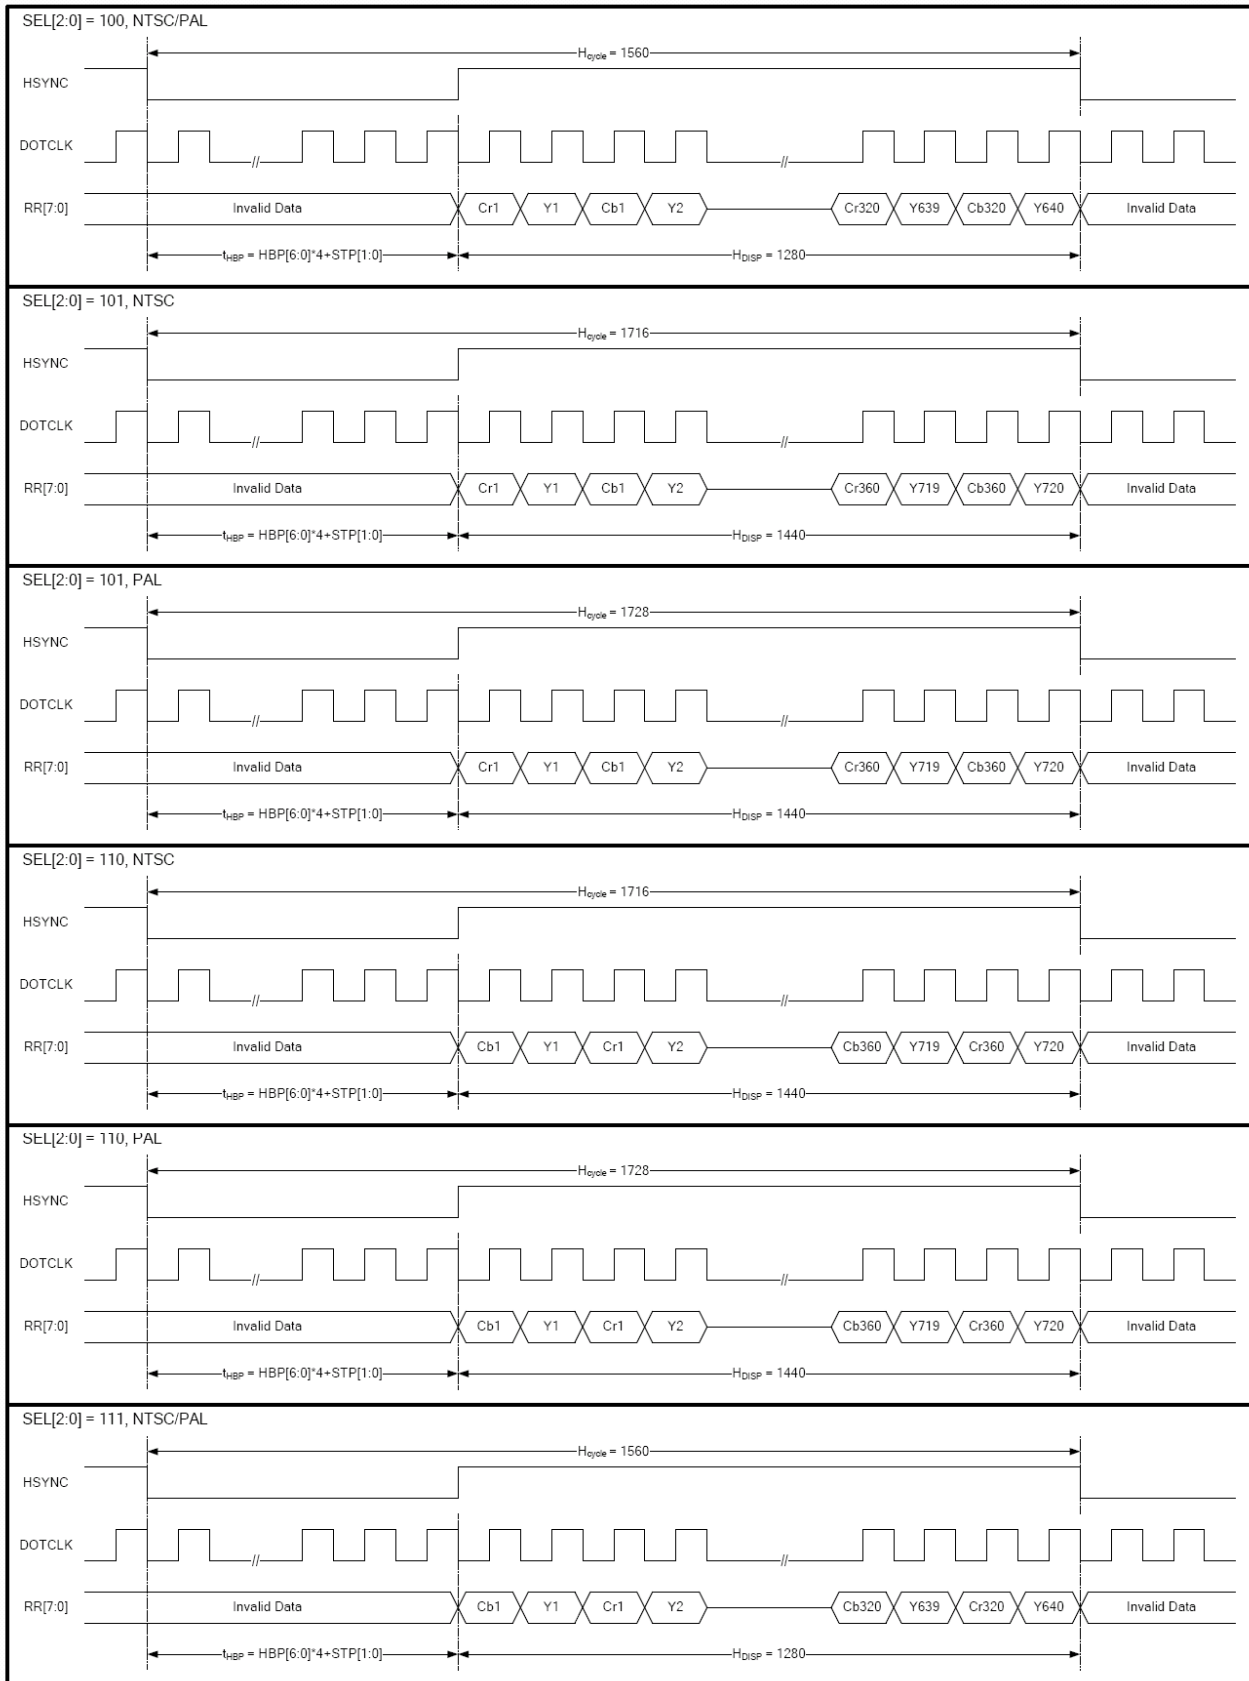 SEL[2:0] = 100, NTSC/PAL
Hcycle = 1560
HSYNC
DOTCLK
// //
RR[7:0] Invalid Data Cr1 Y1 Cb1 Y2 Cr320 Y639 Cb320 Y640 Invalid Data
tHBP = HBP[6:0]*4+STP[1:0] HDISP = 1280
SEL[2:0] = 101, NTSC
Hcycle = 1716
HSYNC
DOTCLK
// //
RR[7:0] Invalid Data Cr1 Y1 Cb1 Y2 Cr360 Y719 Cb360 Y720 Invalid Data
tHBP = HBP[6:0]*4+STP[1:0] HDISP = 1440
SEL[2:0] = 101, PAL
Hcycle = 1728
HSYNC
DOTCLK
// //
RR[7:0] Invalid Data Cr1 Y1 Cb1 Y2 Cr360 Y719 Cb360 Y720 Invalid Data
tHBP = HBP[6:0]*4+STP[1:0] HDISP = 1440
SEL[2:0] = 110, NTSC
Hcycle = 1716
HSYNC
DOTCLK
// //
RR[7:0] Invalid Data Cb1 Y1 Cr1 Y2 Cb360 Y719 Cr360 Y720 Invalid Data
tHBP = HBP[6:0]*4+STP[1:0] HDISP = 1440
SEL[2:0] = 110, PAL
Hcycle = 1728
HSYNC
DOTCLK
// //
RR[7:0] Invalid Data Cb1 Y1 Cr1 Y2 Cb360 Y719 Cr360 Y720 Invalid Data
tHBP = HBP[6:0]*4+STP[1:0] HDISP = 1440
SEL[2:0] = 111, NTSC/PAL
Hcycle = 1560
HSYNC
DOTCLK
// //
RR[7:0] Invalid Data Cb1 Y1 Cr1 Y2 Cb320 Y639 Cr320 Y640 Invalid Data
tHBP = HBP[6:0]*4+STP[1:0] HDISP = 1280